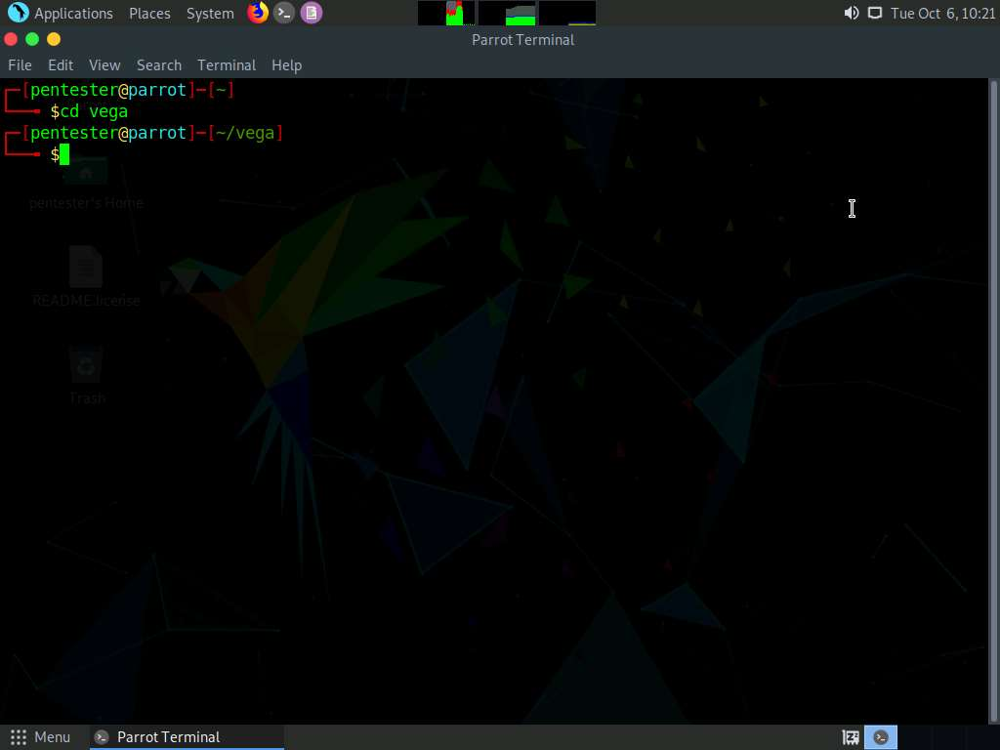 Applications Places System
Tue Oct 6, 10:21
Parrot Terminal
File Edit View Search Terminal Help
[pentester@parrot]─[~]
$cd vega
[pentester@parrot]─[~/vega]
$
pentester's Home
README.license
Trash
Menu Parrot Terminal